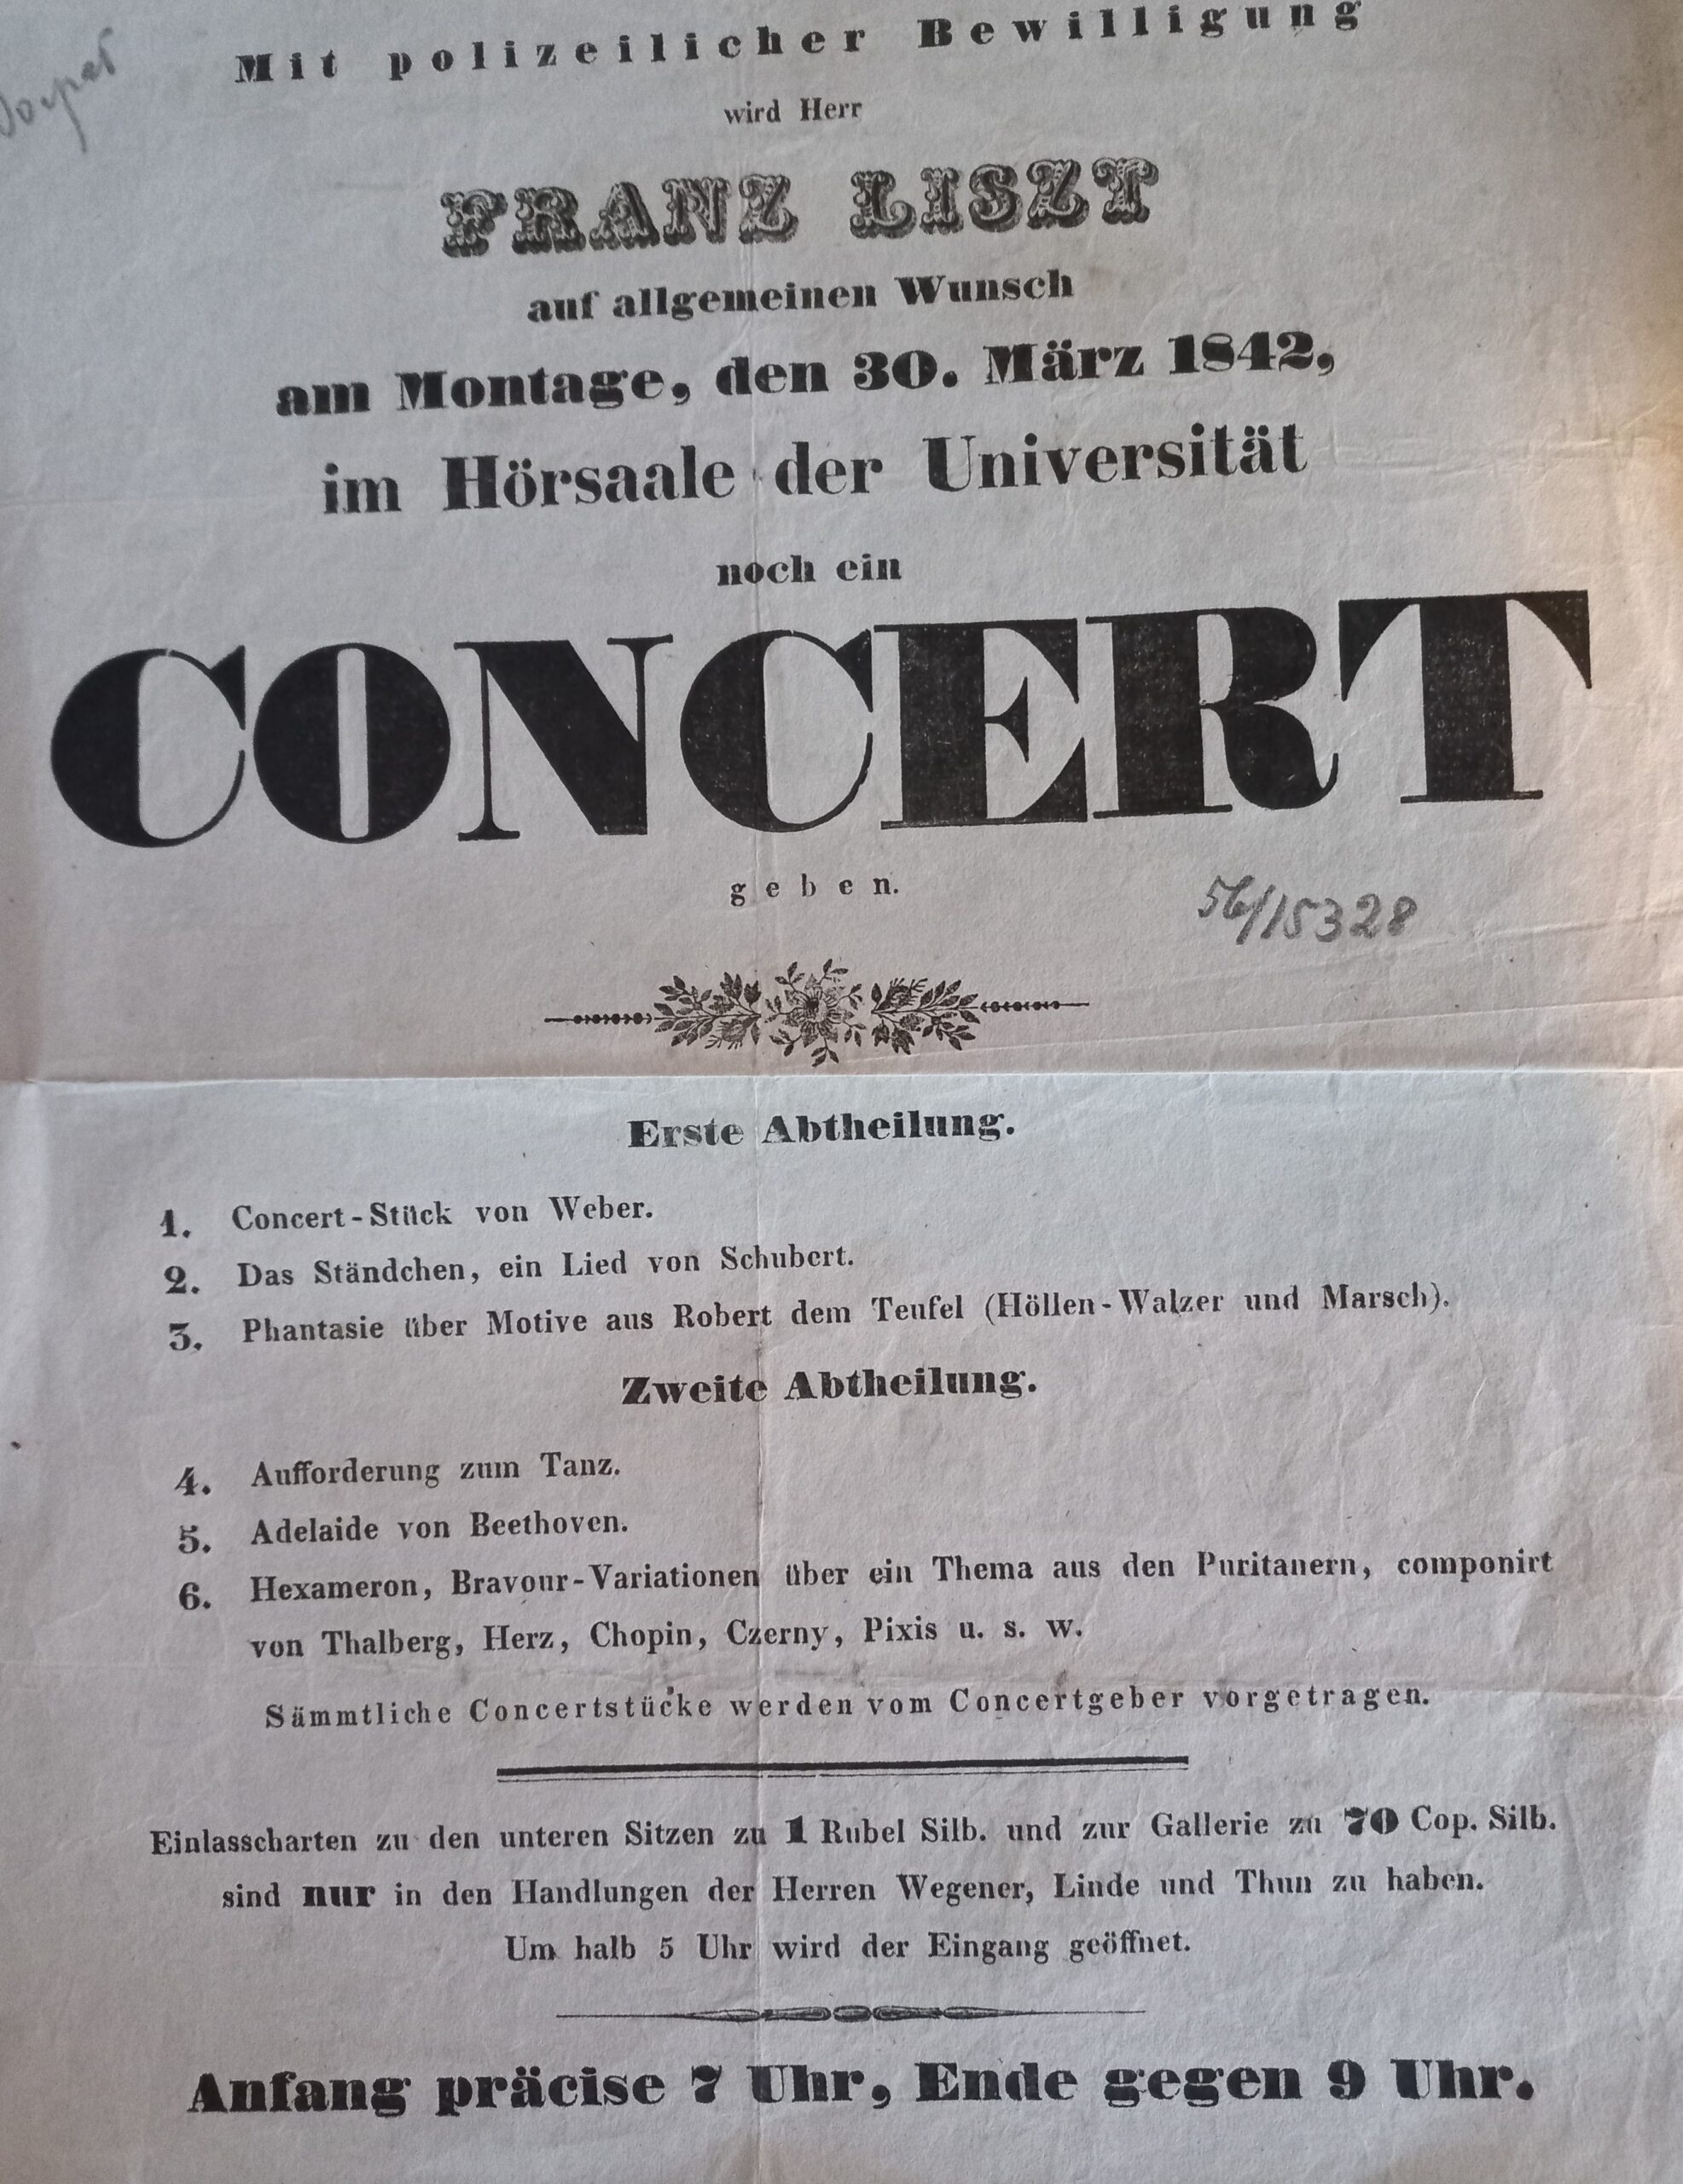 Mit polizeilicher Bewilligung
wird Herr
FRANZ LISZT
auf allgemeinen Wunsch
am Montage, den 30. März 1842,
im Hörsaale der Universität
noch ein
CONCERT
geben.
56/15328
Erste Abtheilung.
1. Concert-Stück von Weber.
2. Das Ständchen, ein Lied von Schubert.
3. Phantasie über Motive aus Robert dem Teufel (Höllen-Walzer und Marsch).
Zweite Abtheilung.
4. Aufforderung zum Tanz.
5. Adelaide von Beethoven.
6. Hexameron, Bravour-Variationen über ein Thema aus den Puritanern, componirt
von Thalberg, Herz, Chopin, Czerny, Pixis u. s. w.
Sämmtliche Concertstücke werden vom Concertgeber vorgetragen.
Einlasscharten zu den unteren Sitzen zu 1 Rubel Silb. und zur Gallerie zu 70 Cop. Silb.
sind nur in den Handlungen der Herren Wegener, Linde und Thun zu haben.
Um halb 5 Uhr wird der Eingang geöffnet.
Anfang präcise 7 Uhr, Ende gegen 9 Uhr.